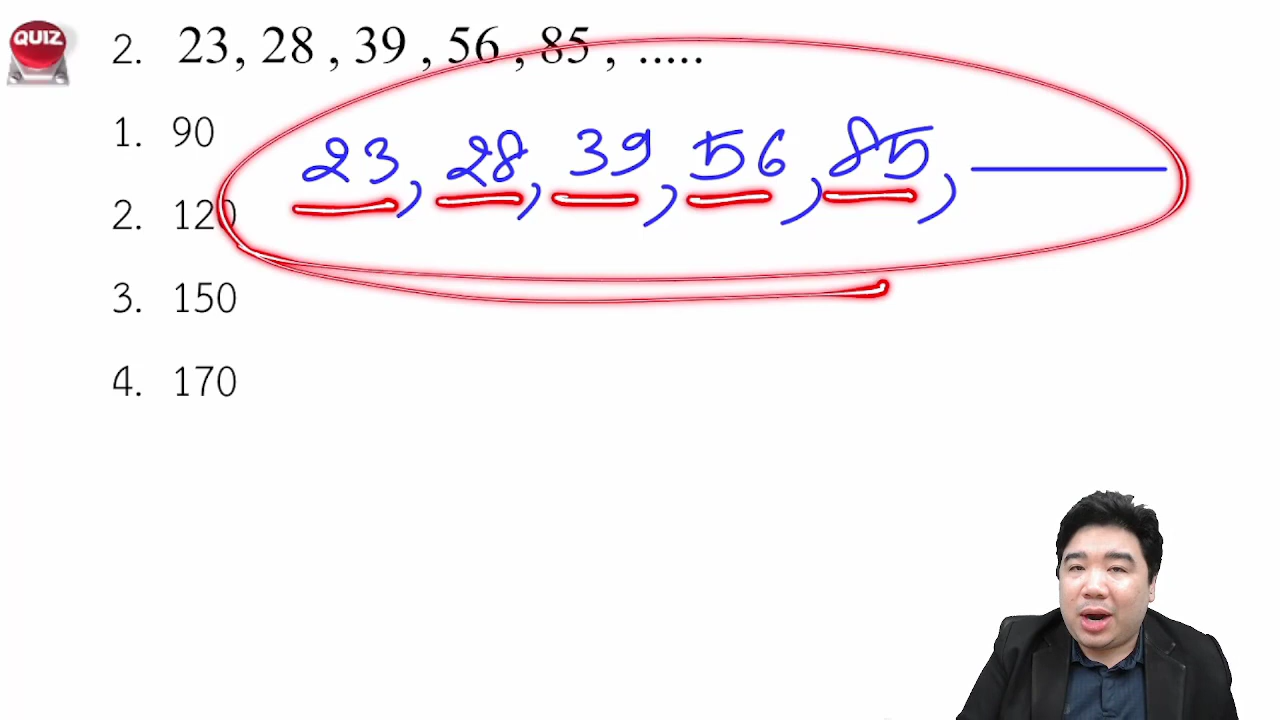 QUIZ
2. 23, 28 , 39 , 56 , 85 , .....
1. 90
23, 28, 39, 56, 85,
2. 120
3. 150
4. 170